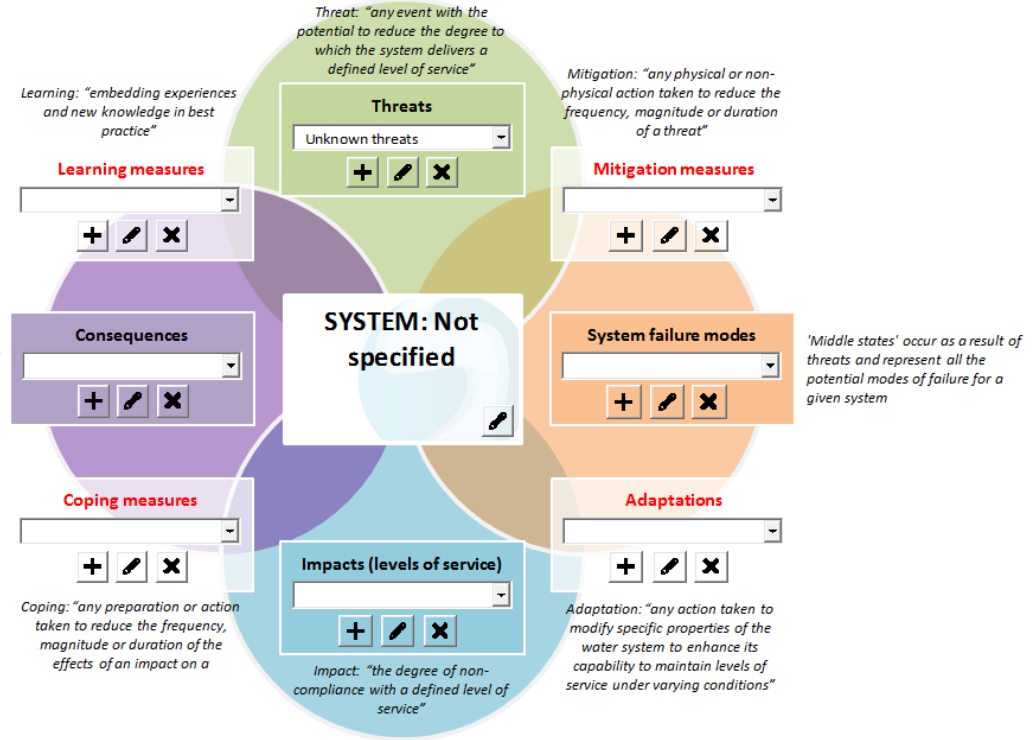 Threat: “any event with the
potential to reduce the degree to
which the system delivers a
defined level of service”
Learning: “embedding experiences
and new knowledge in best
practice”
Mitigation: “any physical or non-
physical action taken to reduce the
frequency, magnitude or duration
of a threat”
Threats
Unknown threats
Learning measures
Mitigation measures
Consequences
SYSTEM: Not
specified
System failure modes
'Middle states' occur as a result of
threats and represent all the
potential modes of failure for a
given system
Coping measures
Adaptations
Impacts (levels of service)
Coping: “any preparation or action
taken to reduce the frequency,
magnitude or duration of the
effects of an impact on a
Impact: “the degree of non-
compliance with a defined level of
service”
Adaptation: “any action taken to
modify specific properties of the
water system to enhance its
capability to maintain levels of
service under varying conditions”